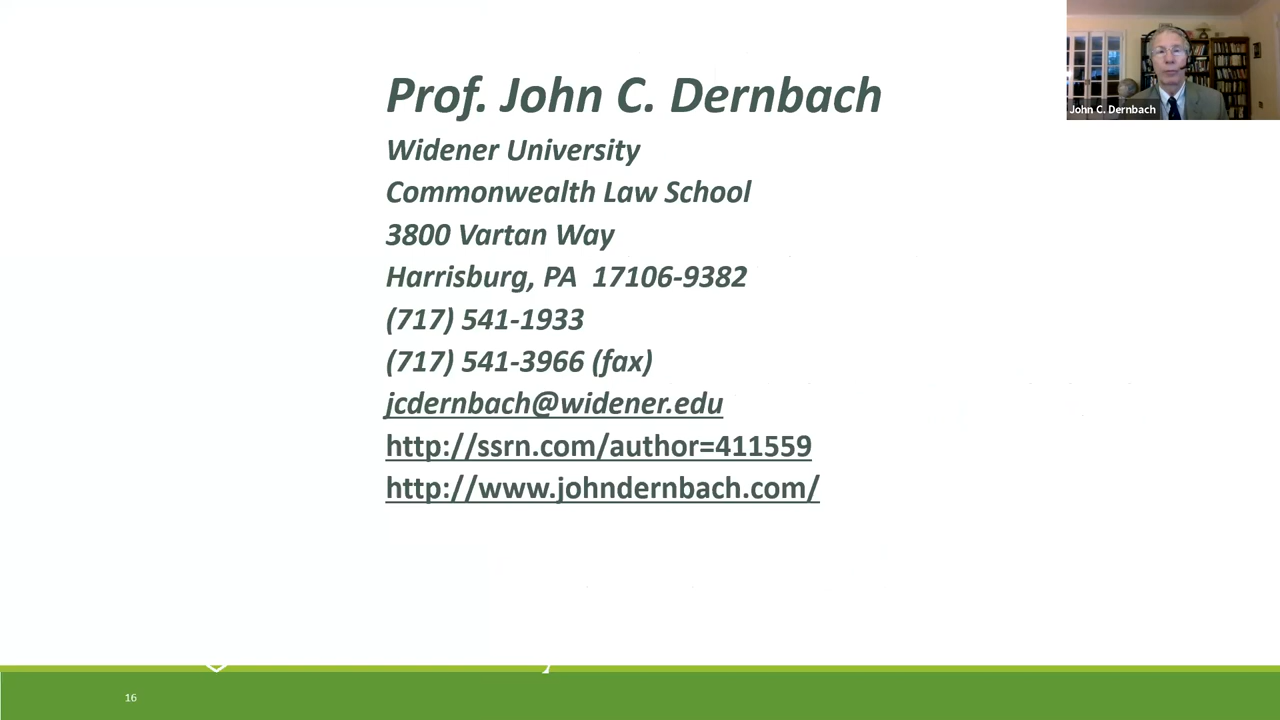 Prof. John C. Dernbach
Widener University
Commonwealth Law School
3800 Vartan Way
Harrisburg, PA  17106-9382
(717) 541-1933
(717) 541-3966 (fax)
jcdernbach@widener.edu
http://ssrn.com/author=411559
http://www.johndernbach.com/
John C. Dernbach
16